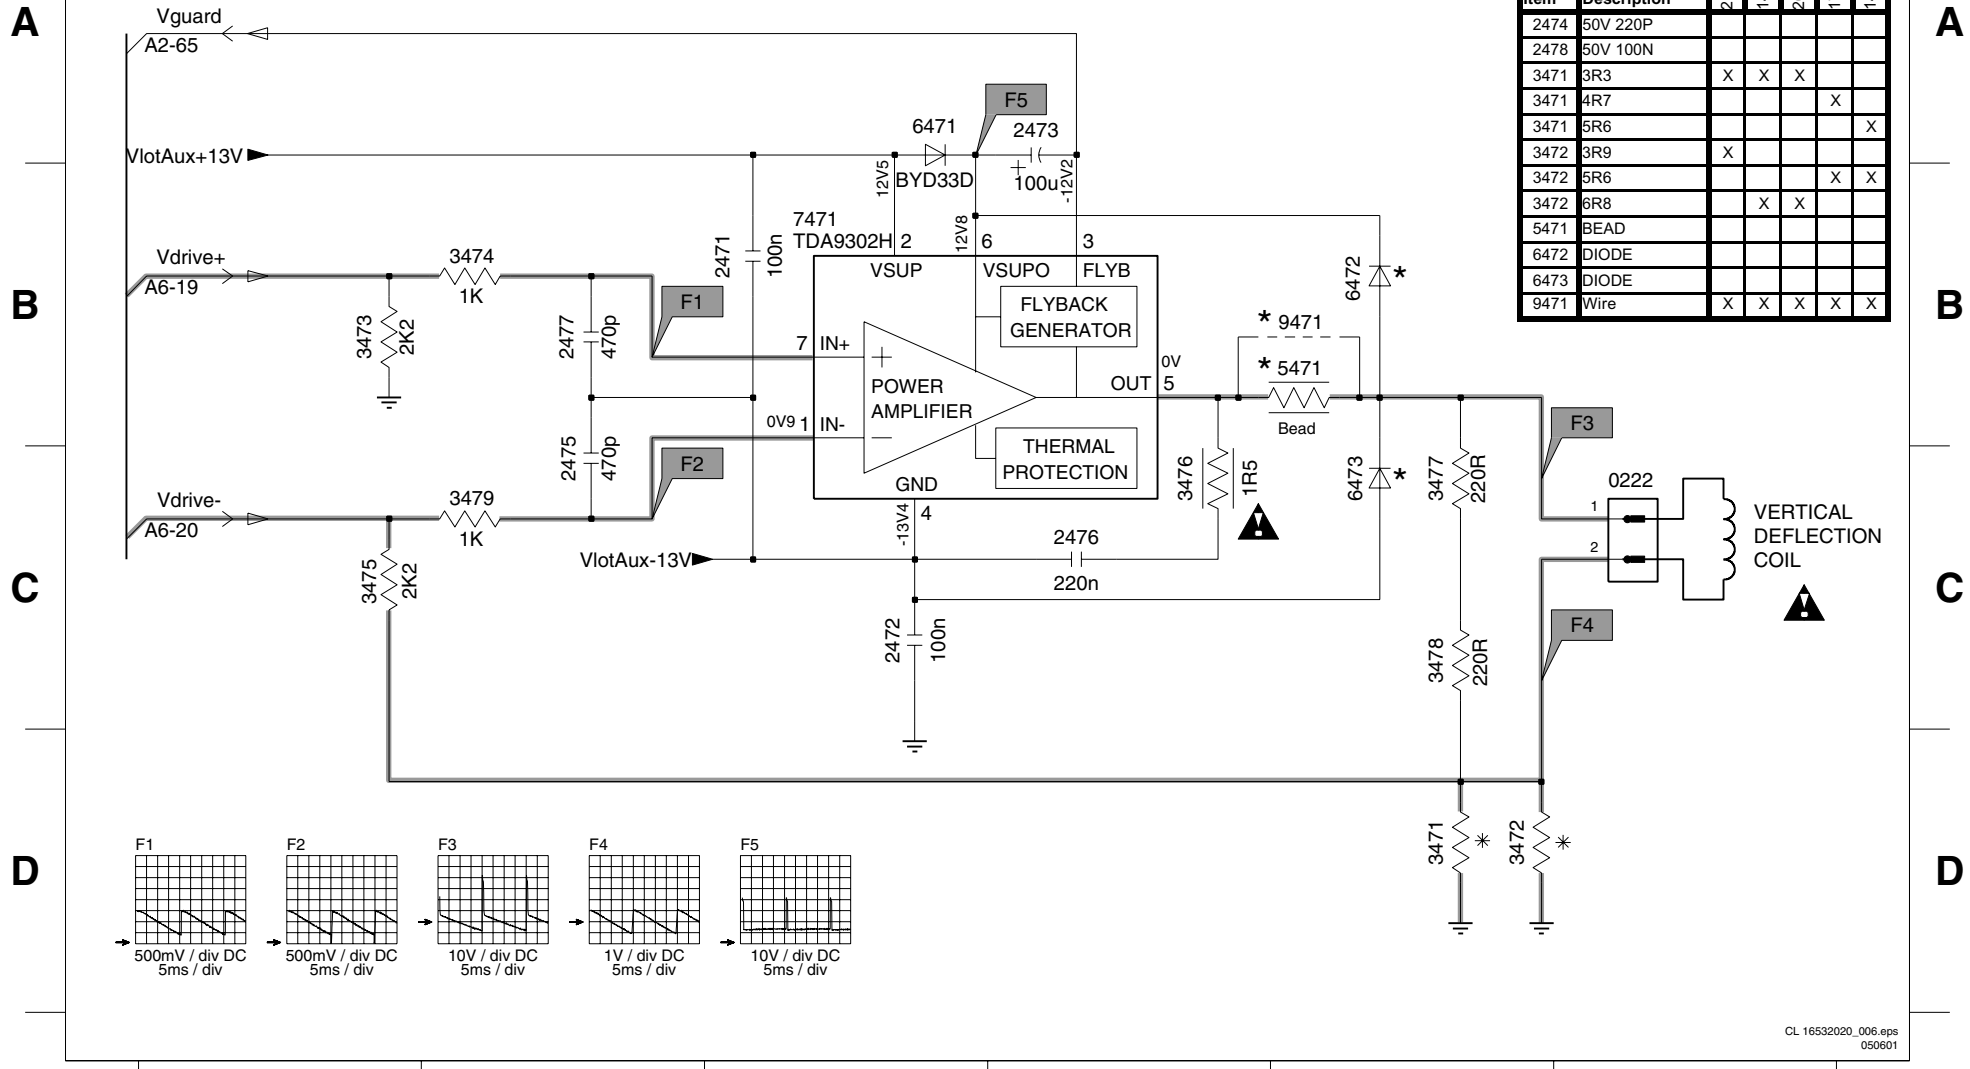 A
A
Vguard
A2-65
Item Description
2474 50V 220P
2478 50V 100N
3471 3R3 X X X
3471 4R7 X
3471 5R6 X
3472 3R9 X
3472 5R6 X X
3472 6R8 X X
5471 BEAD
6472 DIODE
6473 DIODE
9471 Wire X X X X X
F5
6471
2473
VlotAux+13V
12V5
BYD33D
+
100u
-12V2
7471
TDA9302H
2
12V8
6
3
2471
100n
VSUP
VSUPO
FLYB
FLYBACK
GENERATOR
B
B
Vdrive+
A6-19
3474
1K
3473
2K2
2477
470p
F1
7 IN+
+
POWER
AMPLIFIER
OUT
0V
5
0V9 1 IN-
−
THERMAL
PROTECTION
GND
4
-13V4
6472
*
* 9471
* 5471
Bead
F3
F2
2475
470p
3476
1R5
6473
*
3477
220R
0222
1
2
VERTICAL
DEFLECTION
COIL
Vdrive-
A6-20
3479
1K
VlotAux-13V
2476
220n
C
C
3475
2K2
2472
100n
3478
220R
F4
3471
*
3472
*
D
D
F1
500mV / div DC
5ms / div
F2
500mV / div DC
5ms / div
F3
10V / div DC
5ms / div
F4
1V / div DC
5ms / div
F5
10V / div DC
5ms / div
CL 16532020_006.eps
050601